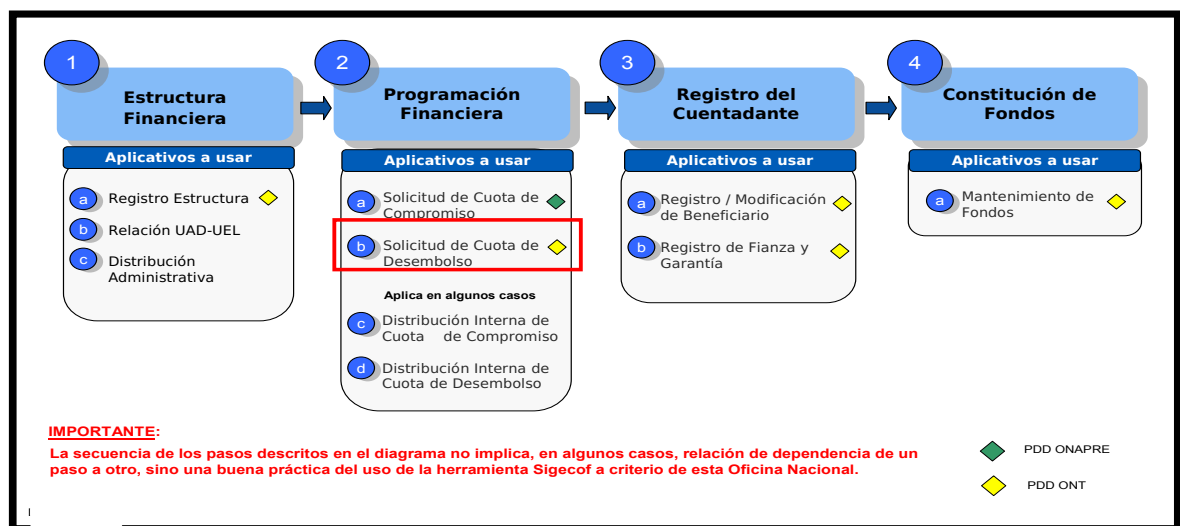 1
Estructura
Financiera
Aplicativos a usar
a Registro Estructura
b Relación UAD-UEL
c Distribución
Administrativa
2
Programación
Financiera
Aplicativos a usar
a Solicitud de Cuota de
Compromiso
b Solicitud de Cuota de
Desembolso
Aplica en algunos casos
c Distribución Interna de
Cuota de Compromiso
d Distribución Interna de
Cuota de Desembolso
3
Registro del
Cuentadante
Aplicativos a usar
a Registro / Modificación
de Beneficiario
b Registro de Fianza y
Garantía
4
Constitución de
Fondos
Aplicativos a usar
a Mantenimiento de
Fondos
IMPORTANTE:
La secuencia de los pasos descritos en el diagrama no implica, en algunos casos, relación de dependencia de un
paso a otro, sino una buena práctica del uso de la herramienta Sigecof a criterio de esta Oficina Nacional.
PDD ONAPRE
PDD ONT